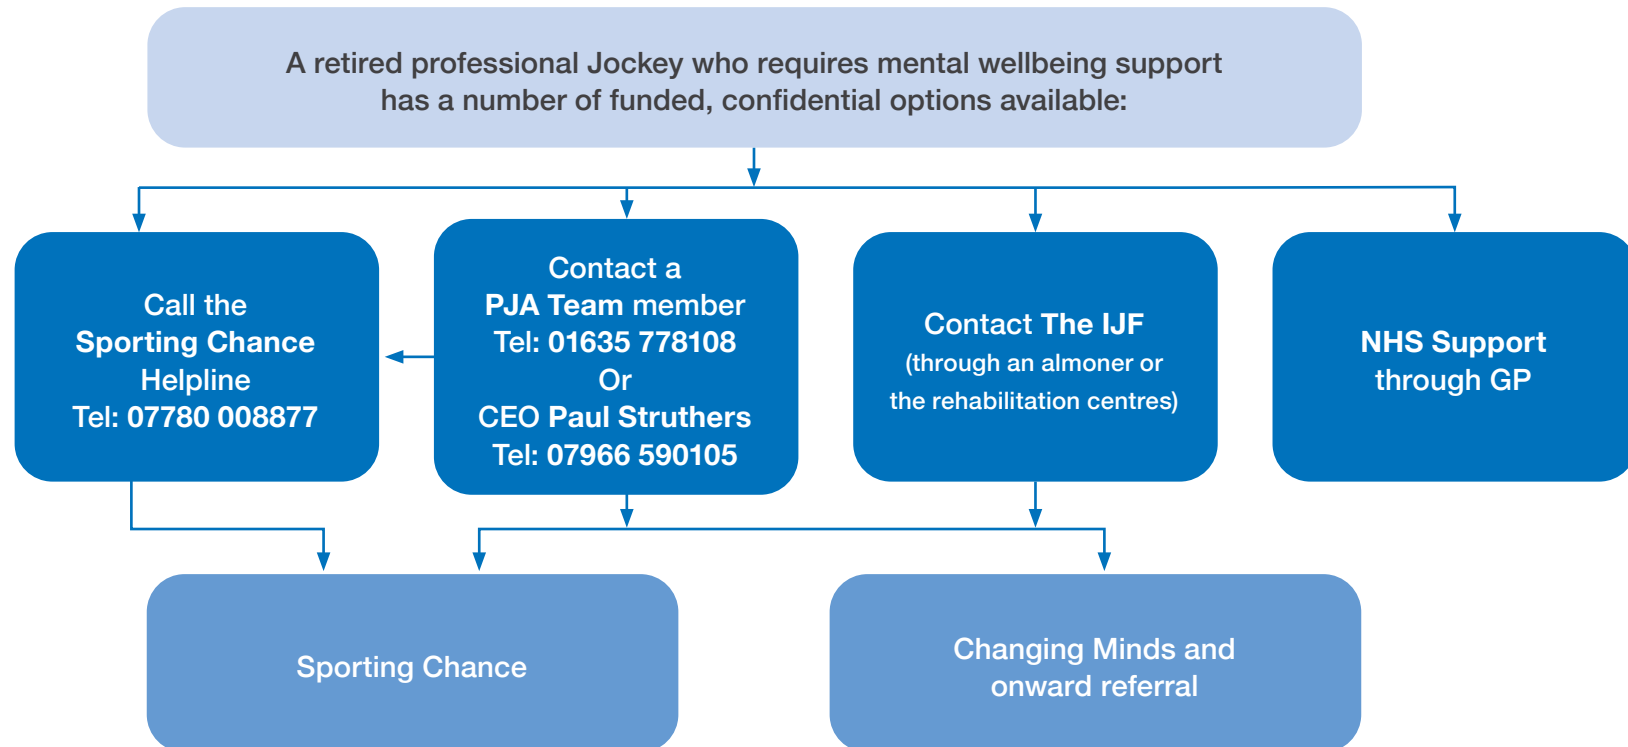 A retired professional Jockey who requires mental wellbeing support
has a number of funded, confidential options available:
Call the
Sporting Chance
Helpline
Tel: 07780 008877
Contact a
PJA Team member
Tel: 01635 778108
Or
CEO Paul Struthers
Tel: 07966 590105
Contact The IJF
(through an almoner or
the rehabilitation centres)
NHS Support
through GP
Sporting Chance
Changing Minds and
onward referral